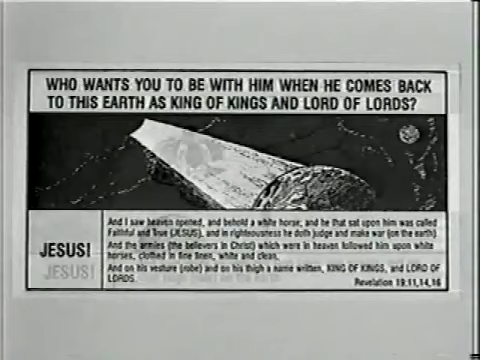 WHO WANTS YOU TO BE WITH HIM WHEN HE COMES BACK
TO THIS EARTH AS KING OF KINGS AND LORD OF LORDS?
And I saw heaven opened, and behold a white horse; and he that sat upon him was called
Faithful and True (JESUS), and in righteousness he doth judge and make war (on the earth)
JESUS!
And the armies (the believers in Christ) which were in heaven followed him upon white
horses, clothed in fine linen, white and clean.
JESUS!
And on his vesture (robe) and on his thigh a name written, KING OF KINGS, and LORD OF
LORDS.
Revelation 19:11,14,16